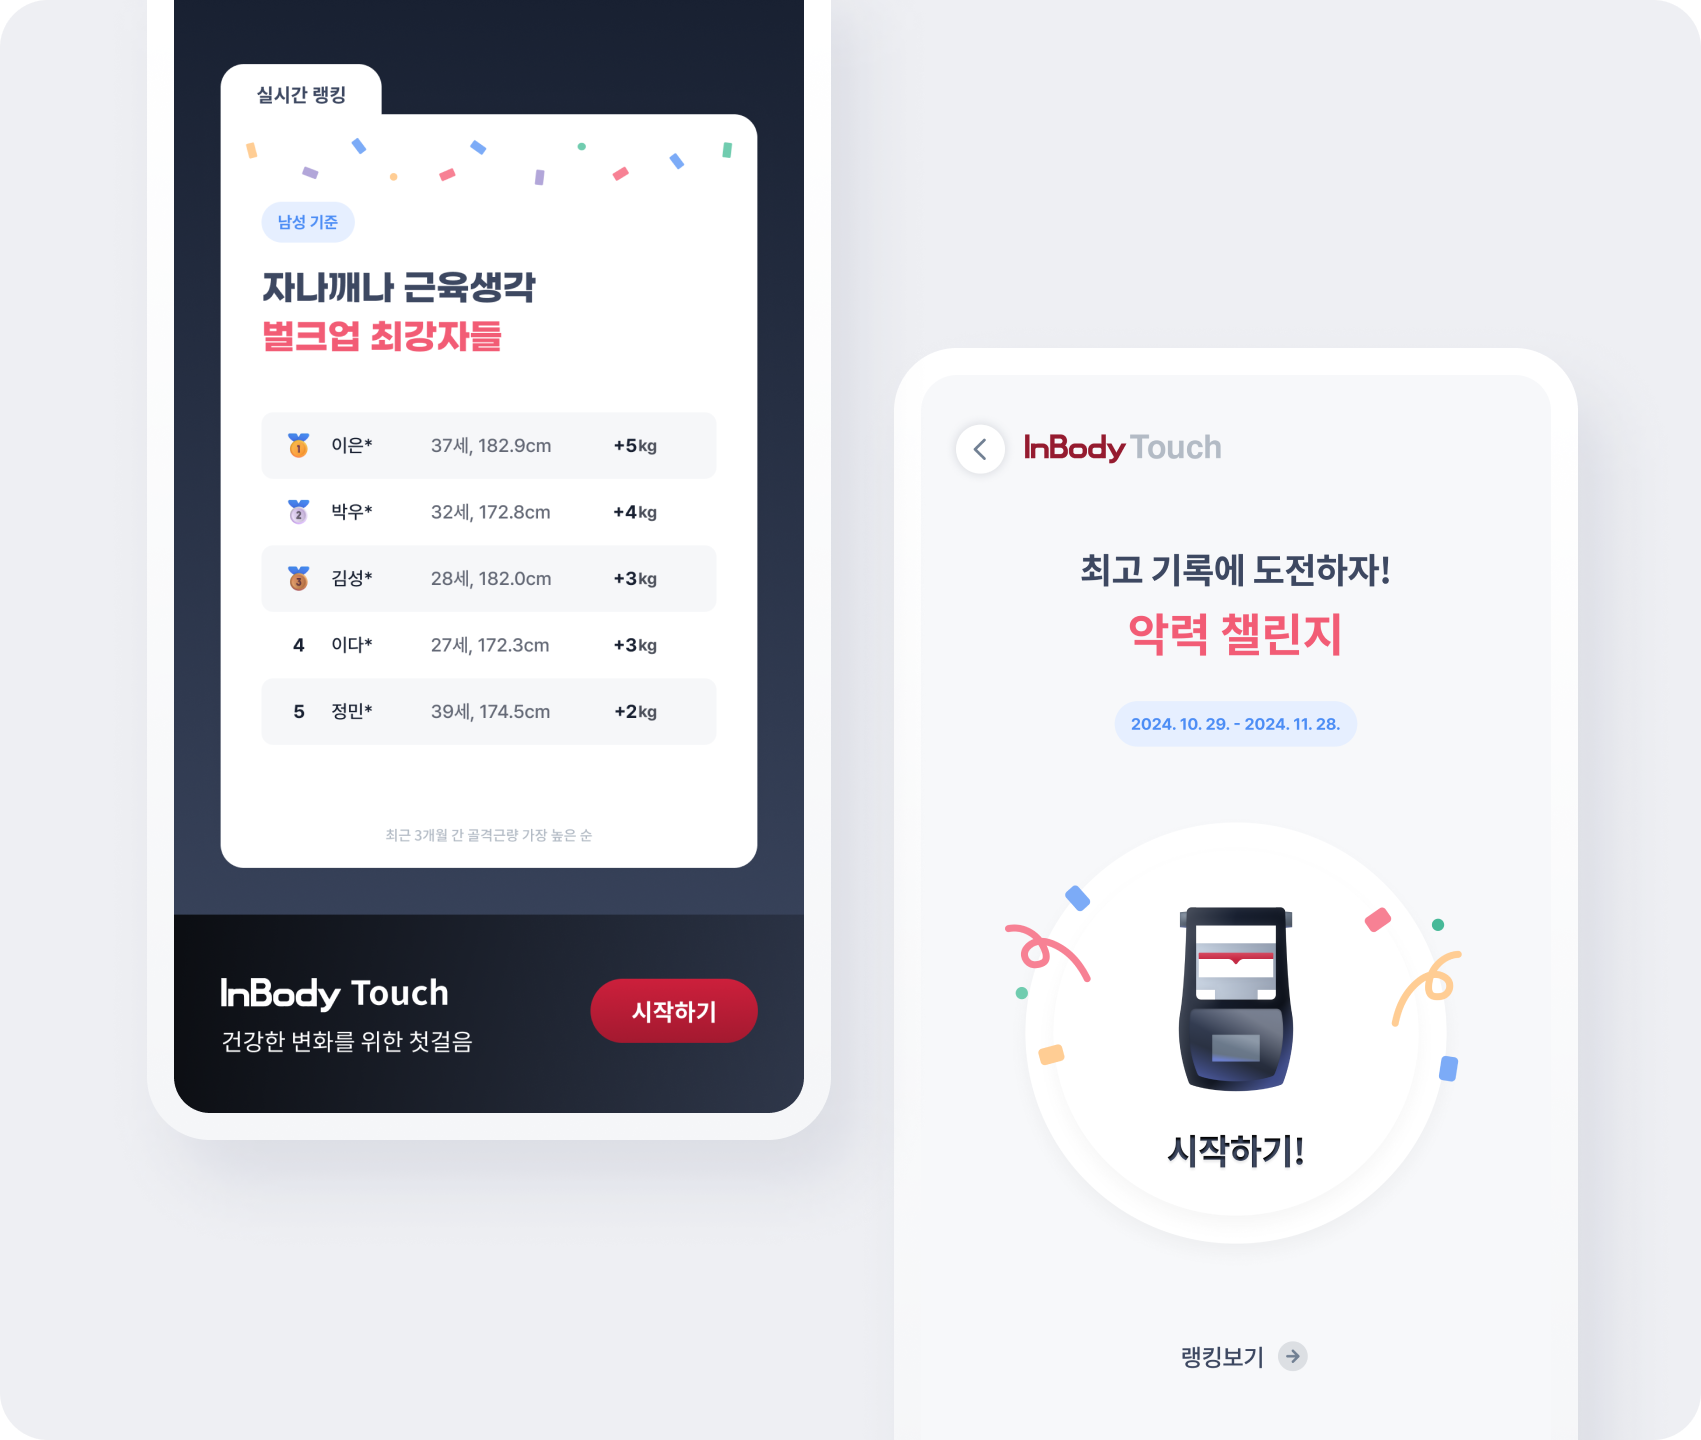 실시간 랭킹
남성 기준
자나깨나 근육생각
벌크업 최강자들
1 이은* 37세, 182.9cm +5kg
2 박우* 32세, 172.8cm +4kg
3 김성* 28세, 182.0cm +3kg
4 이다* 27세, 172.3cm +3kg
5 정민* 39세, 174.5cm +2kg
최근 3개월 간 골격근량 가장 높은 순
InBody Touch
건강한 변화를 위한 첫걸음
시작하기
InBody Touch
최고 기록에 도전하자!
악력 챌린지
2024. 10. 29. - 2024. 11. 28.
시작하기!
랭킹보기